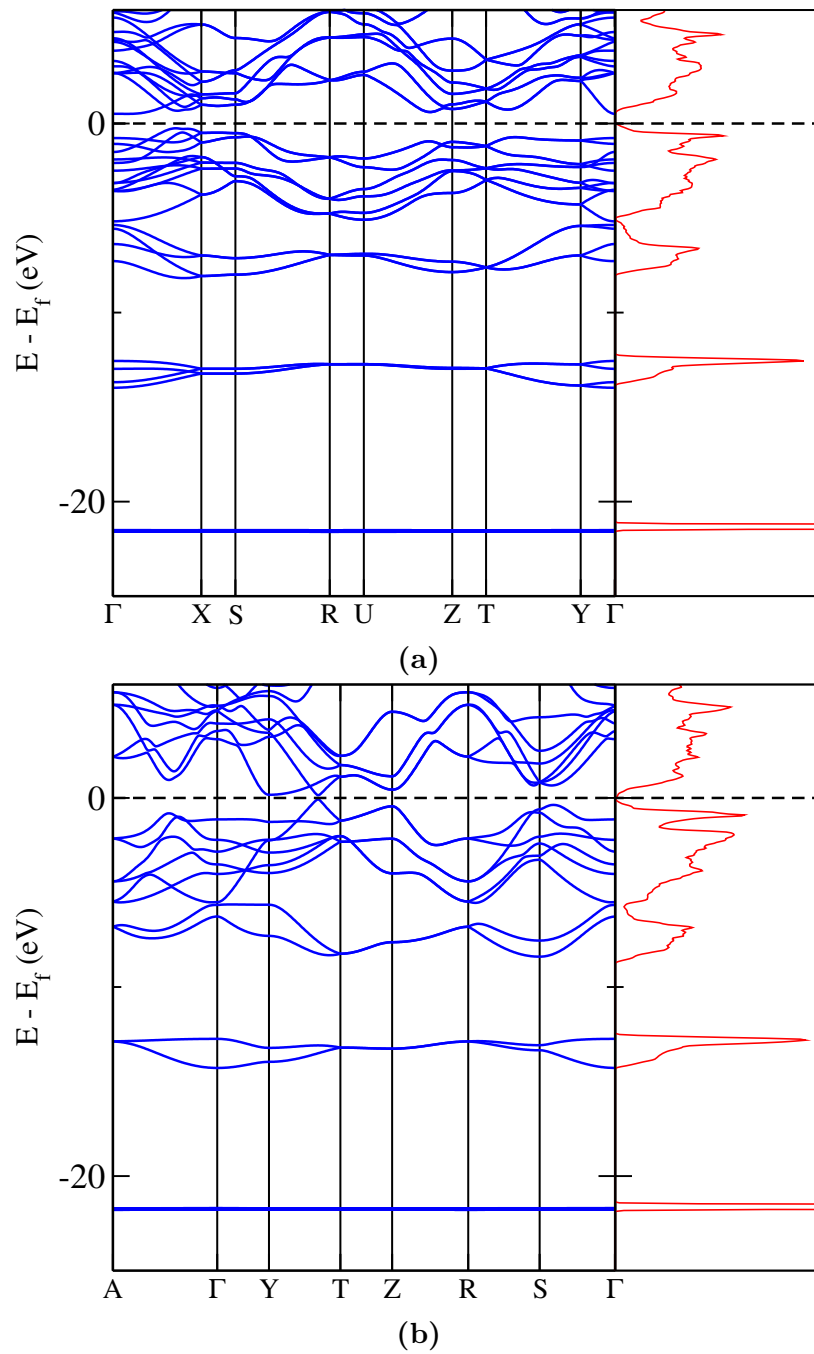 0
E - E_f (eV)
-20
Γ X S R U Z T Y Γ
(a)
0
E - E_f (eV)
-20
A Γ Y T Z R S Γ
(b)